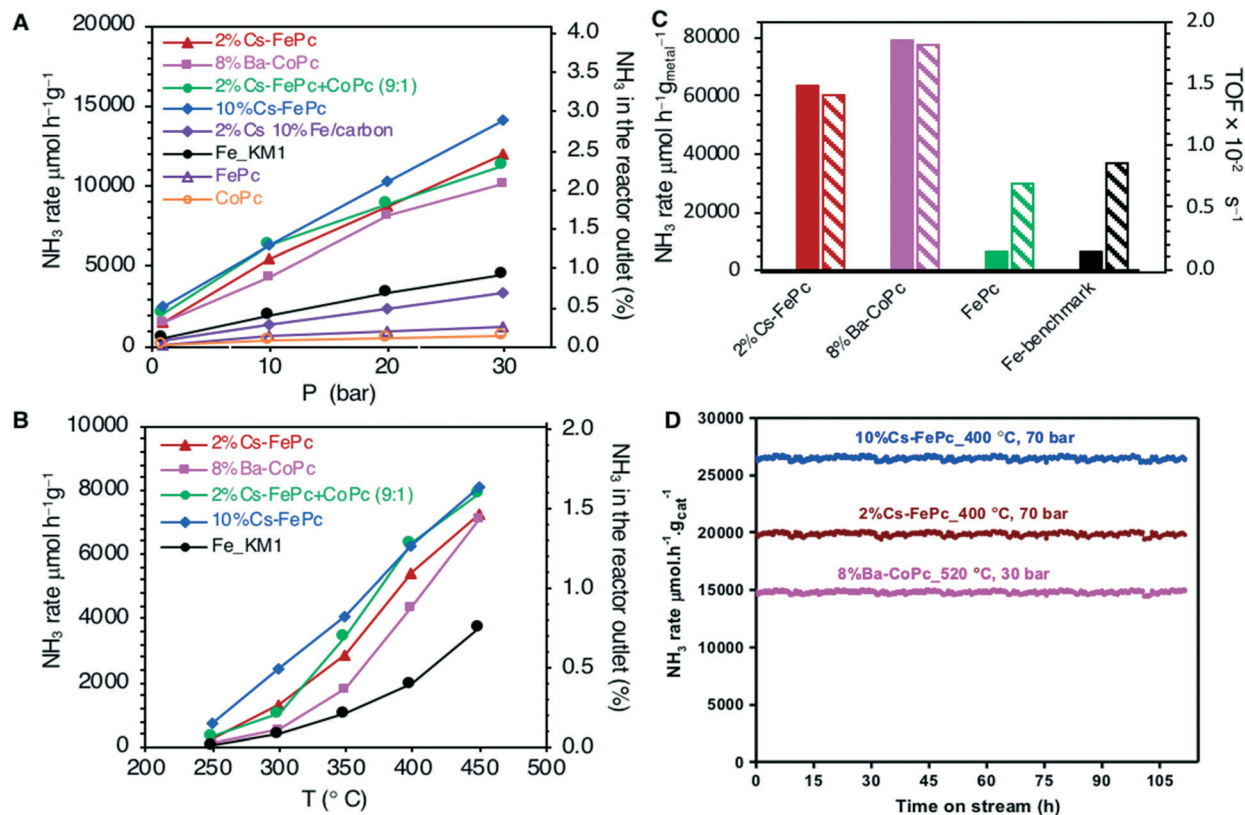 A
NH₃ rate µmol h⁻¹g⁻¹
20000
15000
10000
5000
0
2%Cs-FePc
8%Ba-CoPc
2%Cs-FePc+CoPc (9:1)
10%Cs-FePc
2%Cs 10%Fe/carbon
Fe_KM1
FePc
CoPc
4.0
3.5
3.0
2.5
2.0
1.5
1.0
0.5
0.0
NH₃ in the reactor outlet (%)
0
10
20
30
P (bar)
C
NH₃ rate µmol h⁻¹g_metal⁻¹
80000
60000
40000
20000
0
2.0
1.5
1.0
0.5
0.0
TOF × 10⁻² s⁻¹
2%Cs-FePc
8%Ba-CoPc
FePc
Fe-benchmark
B
NH₃ rate µmol h⁻¹g⁻¹
10000
8000
6000
4000
2000
0
2%Cs-FePc
8%Ba-CoPc
2%Cs-FePc+CoPc (9:1)
10%Cs-FePc
Fe_KM1
2.0
1.5
1.0
0.5
0.0
NH₃ in the reactor outlet (%)
200
250
300
350
400
450
500
T (° C)
D
NH₃ rate µmol.h⁻¹.g_cat⁻¹
30000
25000
20000
15000
10000
5000
0
10%Cs-FePc_400 °C, 70 bar
2%Cs-FePc_400 °C, 70 bar
8%Ba-CoPc_520 °C, 30 bar
0
15
30
45
60
75
90
105
Time on stream (h)